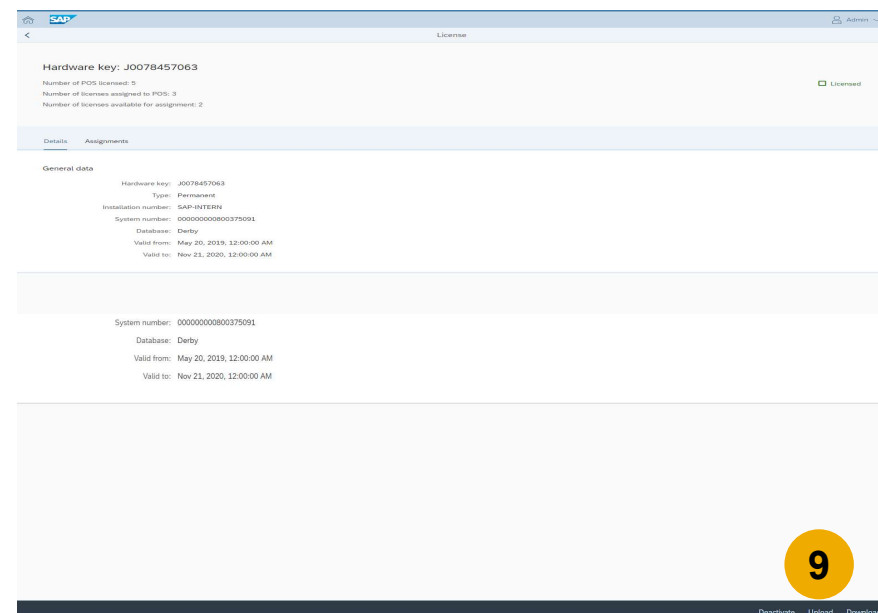 SAP
Admin
License
Hardware key: J0078457063
Number of POS licensed: 5
Number of licenses assigned to POS: 3
Number of licenses available for assignment: 2
Licensed
Details Assignments
General data
Hardware key: J0078457063
Type: Permanent
Installation number: SAP-INTERN
System number: 000000000800375091
Database: Derby
Valid from: May 20, 2019, 12:00:00 AM
Valid to: Nov 21, 2020, 12:00:00 AM
System number: 000000000800375091
Database: Derby
Valid from: May 20, 2019, 12:00:00 AM
Valid to: Nov 21, 2020, 12:00:00 AM
9
Deactivate Upload Download